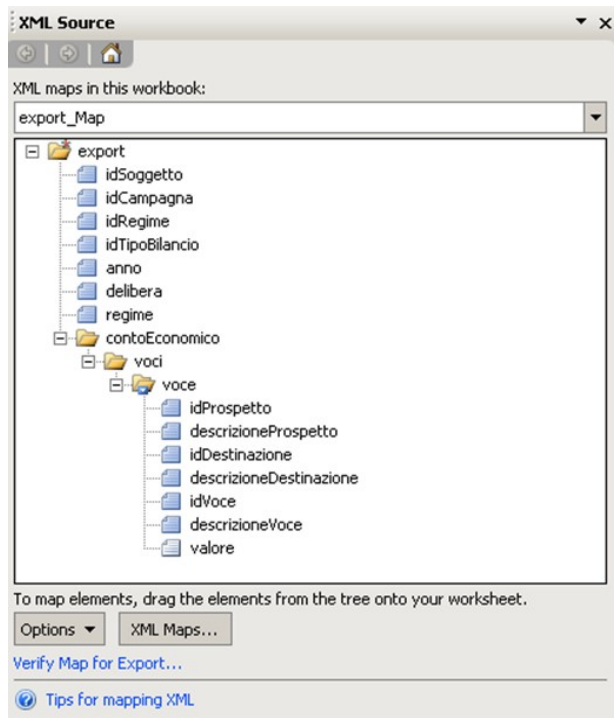 XML Source
XML maps in this workbook:
export_Map
export
idSoggetto
idCampagna
idRegime
idTipoBilancio
anno
delibera
regime
contoEconomico
voci
voce
idProspetto
descrizioneProspetto
idDestinazione
descrizioneDestinazione
idVoce
descrizioneVoce
valore
To map elements, drag the elements from the tree onto your worksheet.
Options XML Maps...
Verify Map for Export...
Tips for mapping XML